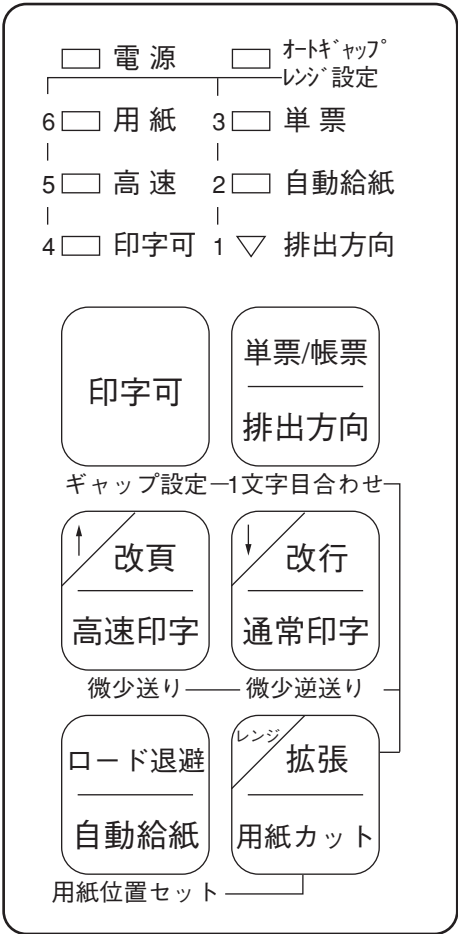 電源 ｵｰﾄｷﾞｬｯﾌﾟ
ﾚﾝｼﾞ設定
6 用紙 3 単票
5 高速 2 自動給紙
4 印字可 1 ▽ 排出方向
印字可
単票/帳票
排出方向
ギャップ設定 1文字目合わせ
↑ 改頁
高速印字
↓ 改行
通常印字
微少送り 微少逆送り
ロード退避
自動給紙
レンジ 拡張
用紙カット
用紙位置セット